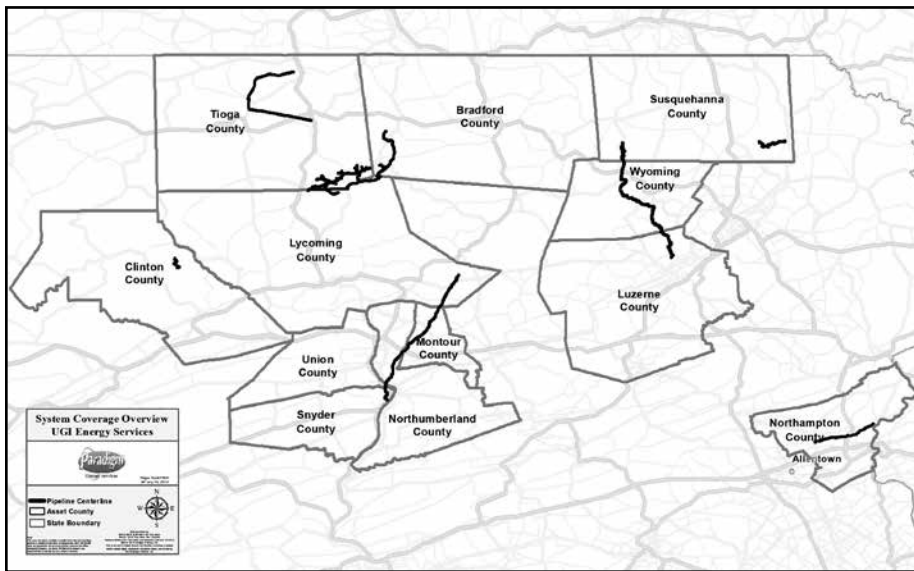 Tioga
County
Bradford
County
Susquehanna
County
Wyoming
County
Lycoming
County
Clinton
County
Luzerne
County
Montour
County
Union
County
Snyder
County
Northumberland
County
Northampton
County
Allentown
System Coverage Overview
UGI Energy Services
Paradigm
Pipeline Centerline
Asset County
State Boundary
N
W
E
S